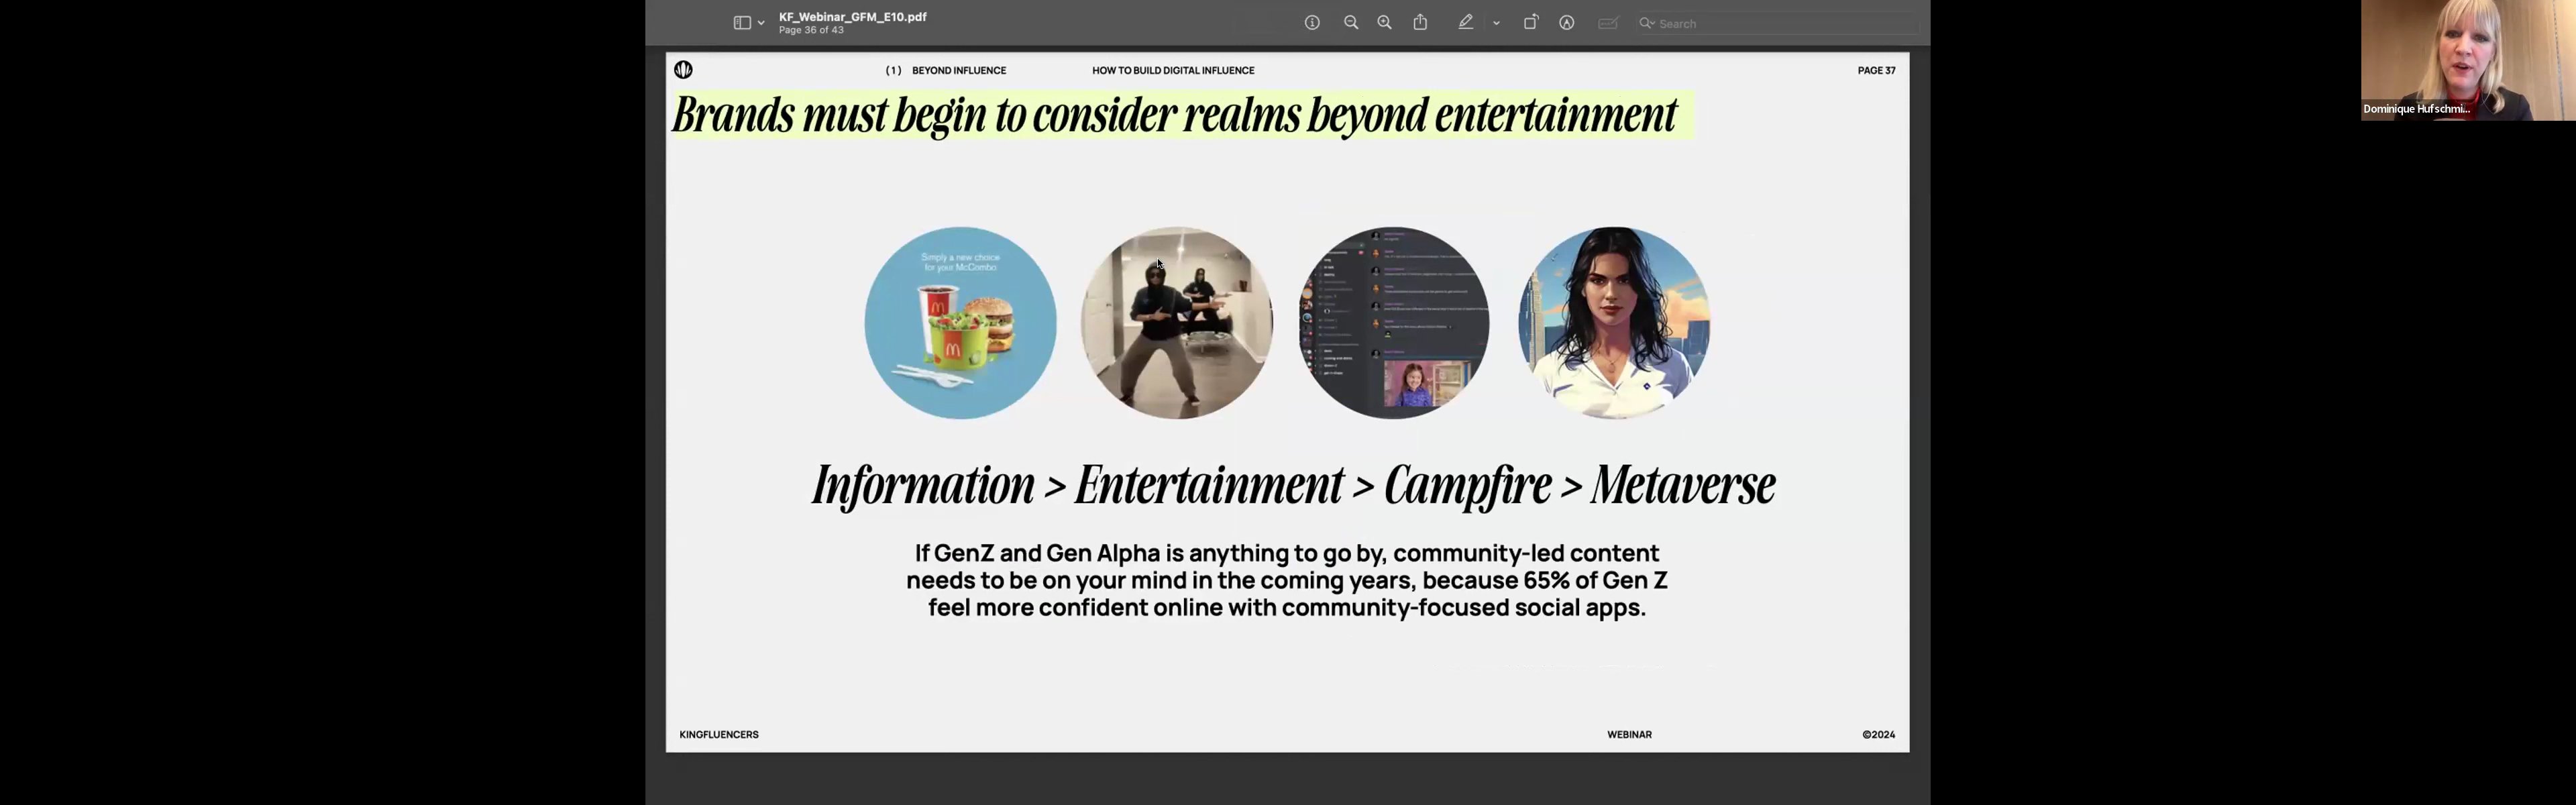 KF_Webinar_GFM_E10.pdf
Page 36 of 43
Search
(1) BEYOND INFLUENCE
HOW TO BUILD DIGITAL INFLUENCE
PAGE 37
Brands must begin to consider realms beyond entertainment
Simply a new choice
for your McCombo
Information > Entertainment > Campfire > Metaverse
If GenZ and Gen Alpha is anything to go by, community-led content
needs to be on your mind in the coming years, because 65% of Gen Z
feel more confident online with community-focused social apps.
KINGFLUENCERS
WEBINAR
©2024
Dominique Hufschmi...